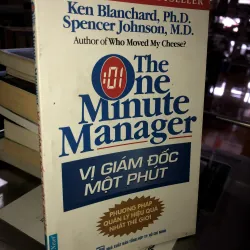 SELLER
Ken Blanchard, Ph.D.
Spencer Johnson, M.D.
Author of Who Moved My Cheese?
The
One
Minute
Manager
VỊ GIÁM ĐỐC
MỘT PHÚT
PHƯƠNG PHÁP
QUẢN LÝ HIỆU QUẢ
NHẤT THẾ GIỚI